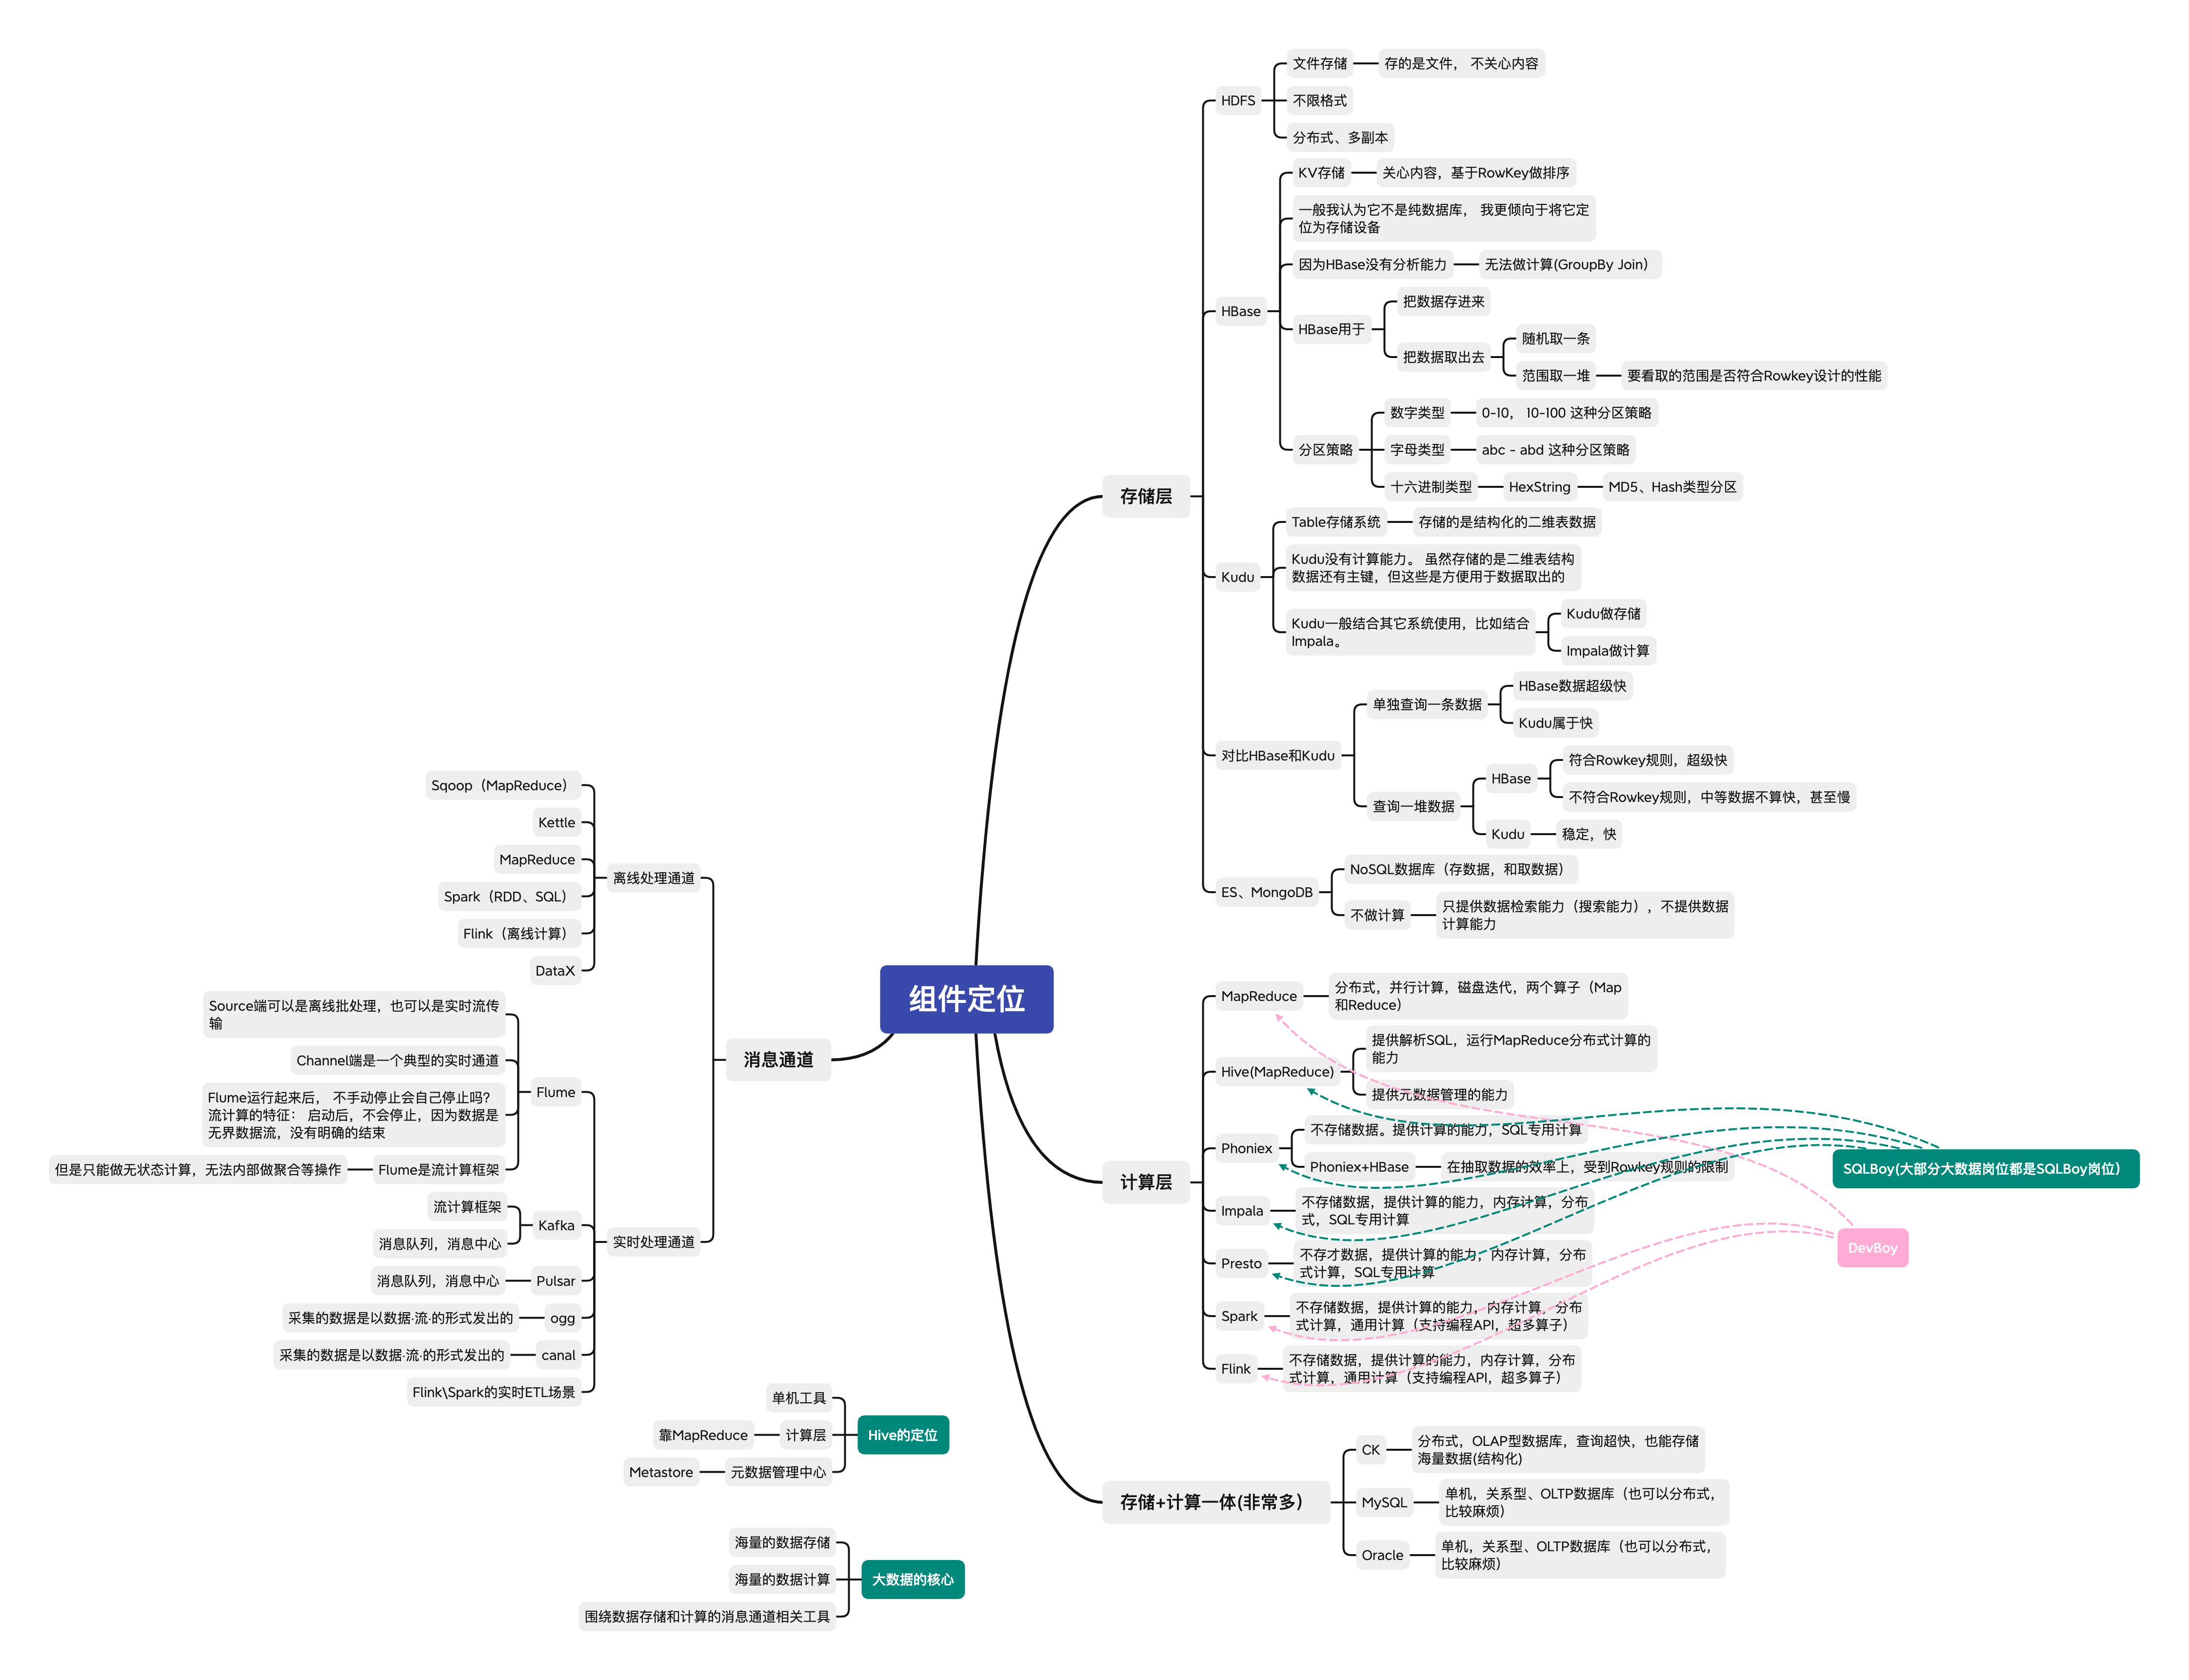 组件定位
存储层
HDFS
文件存储
存的是文件， 不关心内容
不限格式
分布式、多副本
HBase
KV存储
关心内容，基于RowKey做排序
一般我认为它不是纯数据库， 我更倾向于将它定
位为存储设备
因为HBase没有分析能力
无法做计算(GroupBy Join）
HBase用于
把数据存进来
把数据取出去
随机取一条
范围取一堆
要看取的范围是否符合Rowkey设计的性能
分区策略
数字类型
0-10， 10-100 这种分区策略
字母类型
abc - abd 这种分区策略
十六进制类型
HexString
MD5、Hash类型分区
Kudu
Table存储系统
存储的是结构化的二维表数据
Kudu没有计算能力。 虽然存储的是二维表结构
数据还有主键，但这些是方便用于数据取出的
Kudu一般结合其它系统使用，比如结合
Impala。
Kudu做存储
Impala做计算
对比HBase和Kudu
单独查询一条数据
HBase数据超级快
Kudu属于快
查询一堆数据
HBase
符合Rowkey规则，超级快
不符合Rowkey规则，中等数据不算快，甚至慢
Kudu
稳定，快
ES、MongoDB
NoSQL数据库（存数据，和取数据）
不做计算
只提供数据检索能力（搜索能力），不提供数据
计算能力
计算层
MapReduce
分布式，并行计算，磁盘迭代，两个算子（Map
和Reduce）
Hive(MapReduce)
提供解析SQL，运行MapReduce分布式计算的
能力
提供元数据管理的能力
Phoniex
不存储数据。提供计算的能力，SQL专用计算
Phoniex+HBase
在抽取数据的效率上，受到Rowkey规则的限制
Impala
不存储数据，提供计算的能力，内存计算，分布
式，SQL专用计算
Presto
不存才数据，提供计算的能力，内存计算，分布
式计算，SQL专用计算
Spark
不存储数据，提供计算的能力，内存计算，分布
式计算，通用计算（支持编程API，超多算子）
Flink
不存储数据，提供计算的能力，内存计算，分布
式计算，通用计算（支持编程API，超多算子）
SQLBoy(大部分大数据岗位都是SQLBoy岗位）
DevBoy
存储+计算一体(非常多）
CK
分布式，OLAP型数据库，查询超快，也能存储
海量数据(结构化)
MySQL
单机，关系型、OLTP数据库（也可以分布式，
比较麻烦）
Oracle
单机，关系型、OLTP数据库（也可以分布式，
比较麻烦）
消息通道
离线处理通道
Sqoop（MapReduce）
Kettle
MapReduce
Spark（RDD、SQL）
Flink（离线计算）
DataX
实时处理通道
Flume
Source端可以是离线批处理，也可以是实时流传
输
Channel端是一个典型的实时通道
Flume运行起来后， 不手动停止会自己停止吗？
流计算的特征： 启动后，不会停止，因为数据是
无界数据流，没有明确的结束
Flume是流计算框架
但是只能做无状态计算，无法内部做聚合等操作
Kafka
流计算框架
消息队列，消息中心
Pulsar
消息队列，消息中心
ogg
采集的数据是以数据·流·的形式发出的
canal
采集的数据是以数据·流·的形式发出的
Flink\Spark的实时ETL场景
Hive的定位
单机工具
计算层
靠MapReduce
元数据管理中心
Metastore
大数据的核心
海量的数据存储
海量的数据计算
围绕数据存储和计算的消息通道相关工具